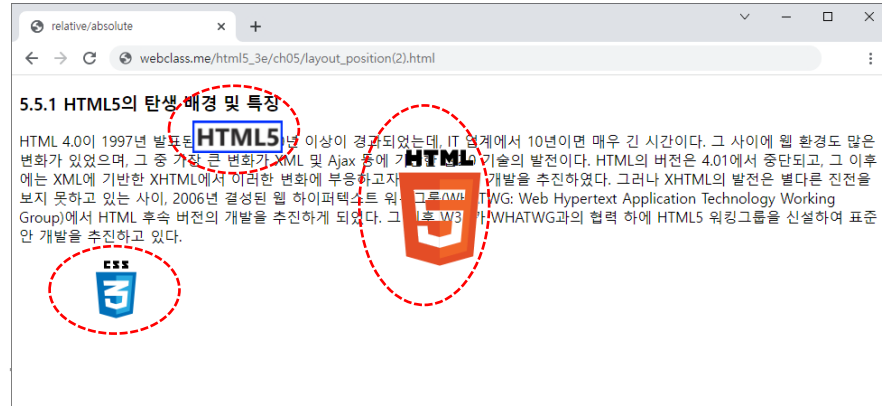 relative/absolute
webclass.me/html5_3e/ch05/layout_position(2).html
5.5.1 HTML5의 탄생 배경 및 특징
HTML 4.0이 1997년 발표된 HTML5 이상이 경과되었는데, IT 업계에서 10년이면 매우 긴 시간이다. 그 사이에 웹 환경도 많은
변화가 있었으며, 그 중 가장 큰 변화가 XML 및 Ajax 등에 기술의 발전이다. HTML의 버전은 4.01에서 중단되고, 그 이후
HTML
에는 XML에 기반한 XHTML에서 이러한 변화에 부응하고자 개발을 추진하였다. 그러나 XHTML의 발전은 별다른 진전을
보지 못하고 있는 사이, 2006년 결성된 웹 하이퍼텍스트 워킹그룹(WHATWG: Web Hypertext Application Technology Working
Group)에서 HTML 후속 버전의 개발을 추진하게 되었다. 그 이후 W3C가 WHATWG과의 협력 하에 HTML5 워킹그룹을 신설하여 표준
5
안 개발을 추진하고 있다.
CSS
3